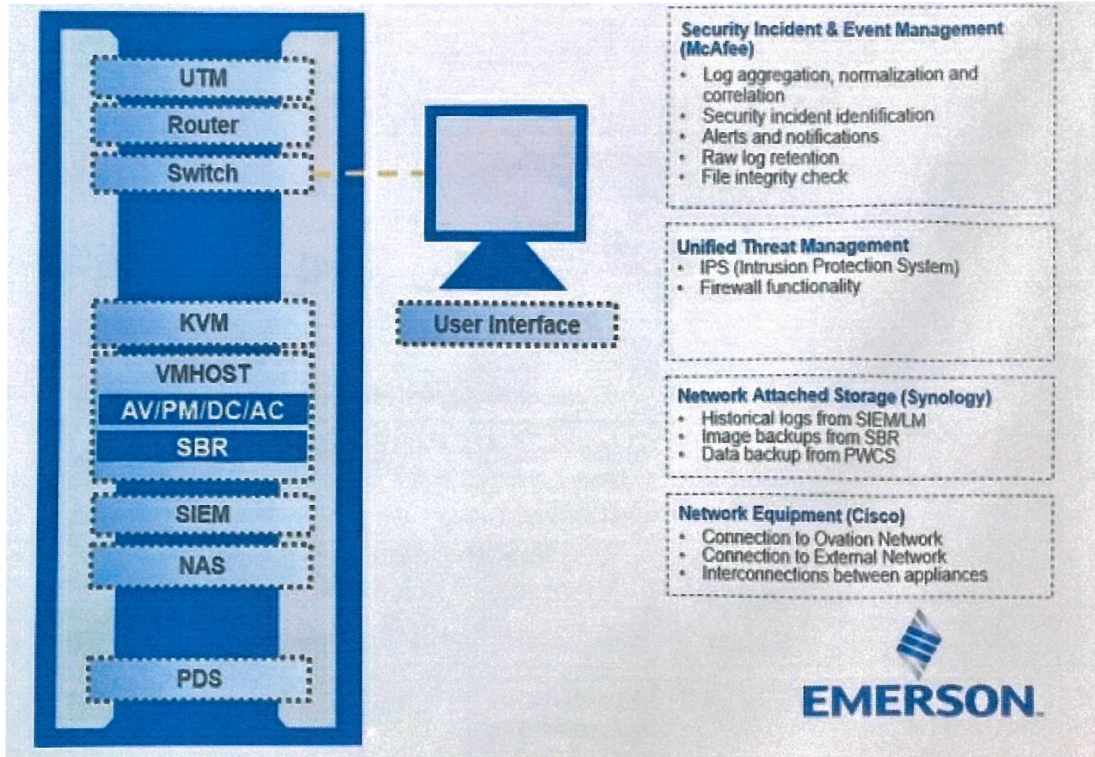 UTM
Router
Switch
KVM
VMHOST
AV/PM/DC/AC
SBR
SIEM
NAS
PDS
User Interface
Security Incident & Event Management
(McAfee)
• Log aggregation, normalization and
correlation
• Security incident identification
• Alerts and notifications
• Raw log retention
• File integrity check
Unified Threat Management
• IPS (Intrusion Protection System)
• Firewall functionality
Network Attached Storage (Synology)
• Historical logs from SIEM/LM
• Image backups from SBR
• Data backup from PWCS
Network Equipment (Cisco)
• Connection to Ovation Network
• Connection to External Network
• Interconnections between appliances
EMERSON.